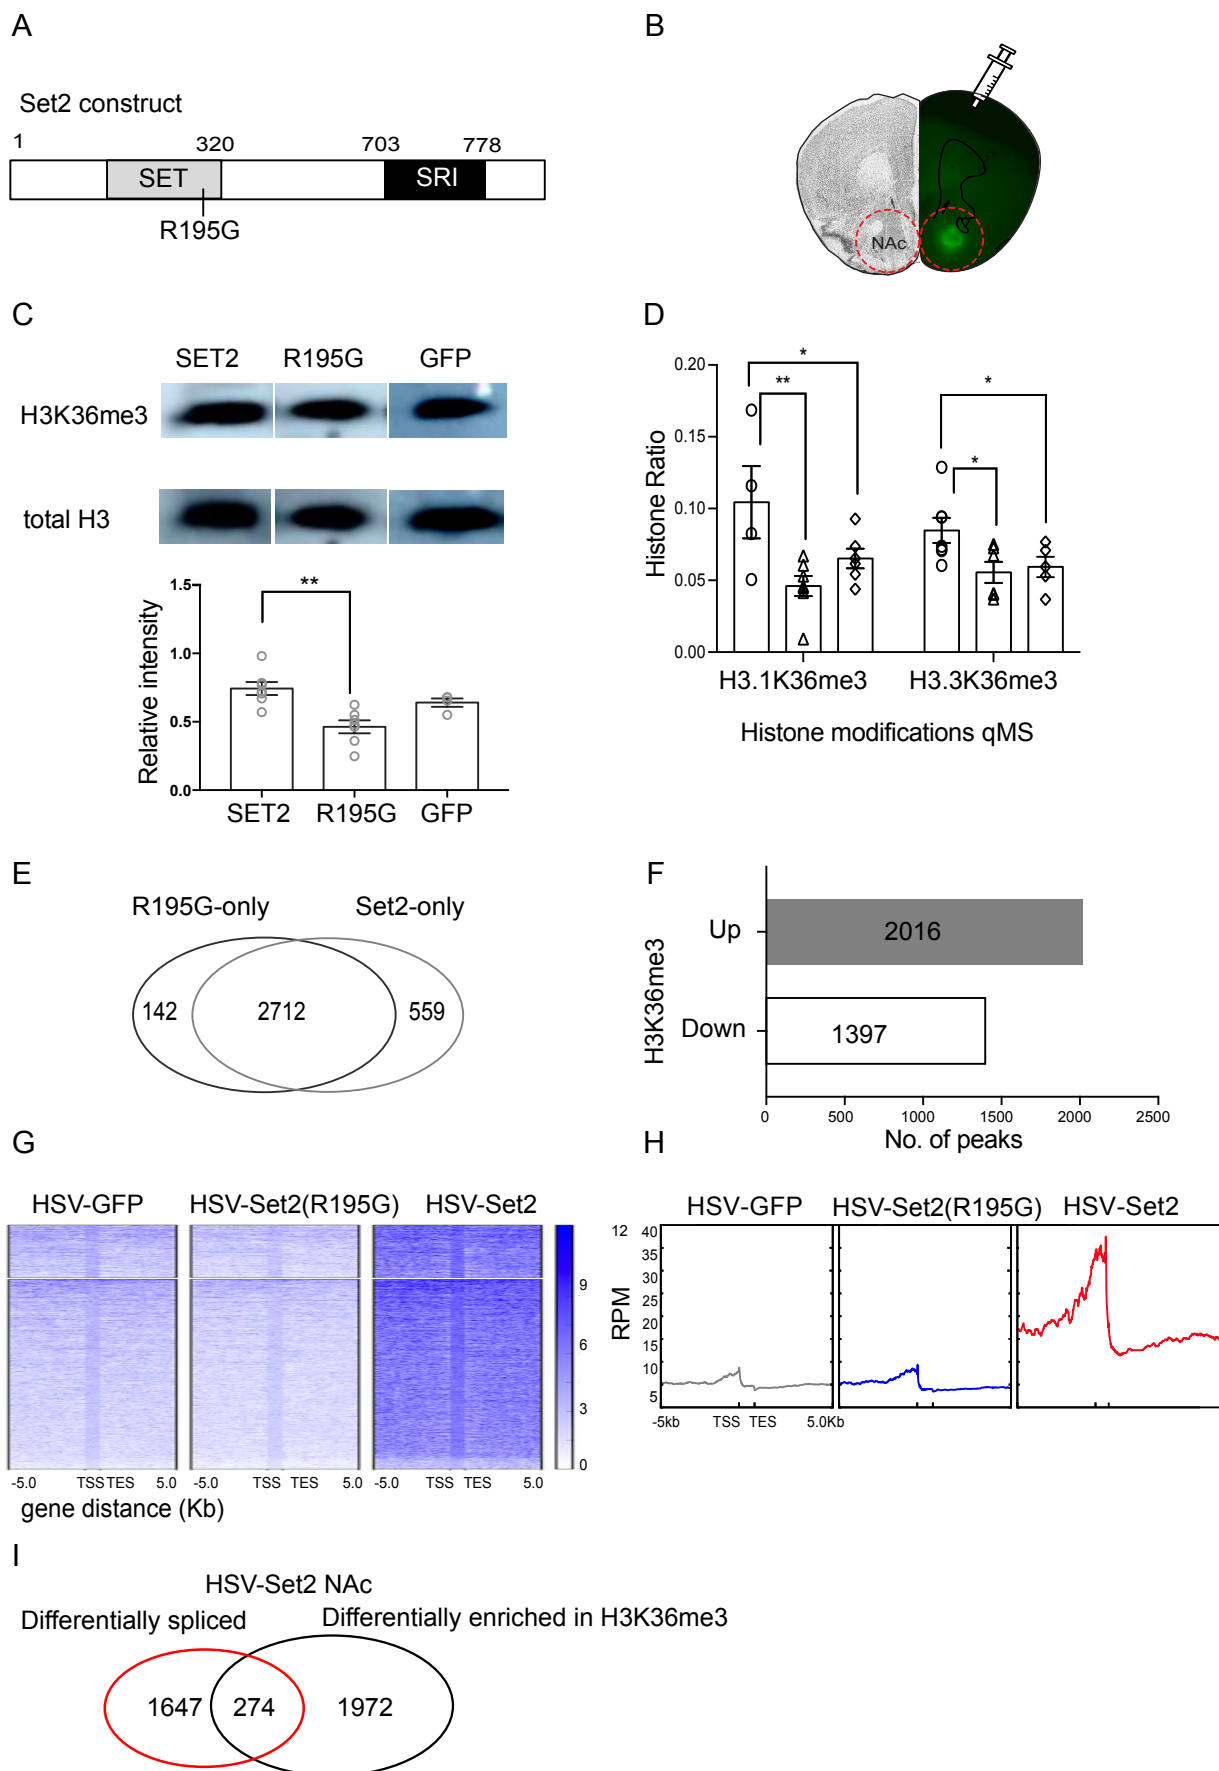 A
Set2 construct
1 320 703 778
SET SRI
R195G
B
NAc
C
SET2 R195G GFP
H3K36me3
total H3
Relative intensity
1.5
1.0
0.5
0.0
**
SET2 R195G GFP
D
Histone Ratio
0.20
0.15
0.10
0.05
0.00
*
**
*
*
H3.1K36me3 H3.3K36me3
Histone modifications qMS
E
R195G-only Set2-only
142 2712 559
F
H3K36me3
Up 2016
Down 1397
0 500 1000 1500 2000 2500
No. of peaks
G
HSV-GFP HSV-Set2(R195G) HSV-Set2
9
6
3
0
-5.0 TSS TES 5.0 -5.0 TSS TES 5.0 -5.0 TSS TES 5.0
gene distance (Kb)
H
HSV-GFP HSV-Set2(R195G) HSV-Set2
12 40
35
30
25
20
15
10
5
RPM
-5kb TSS TES 5.0Kb
I
HSV-Set2 NAc
Differentially spliced Differentially enriched in H3K36me3
1647 274 1972